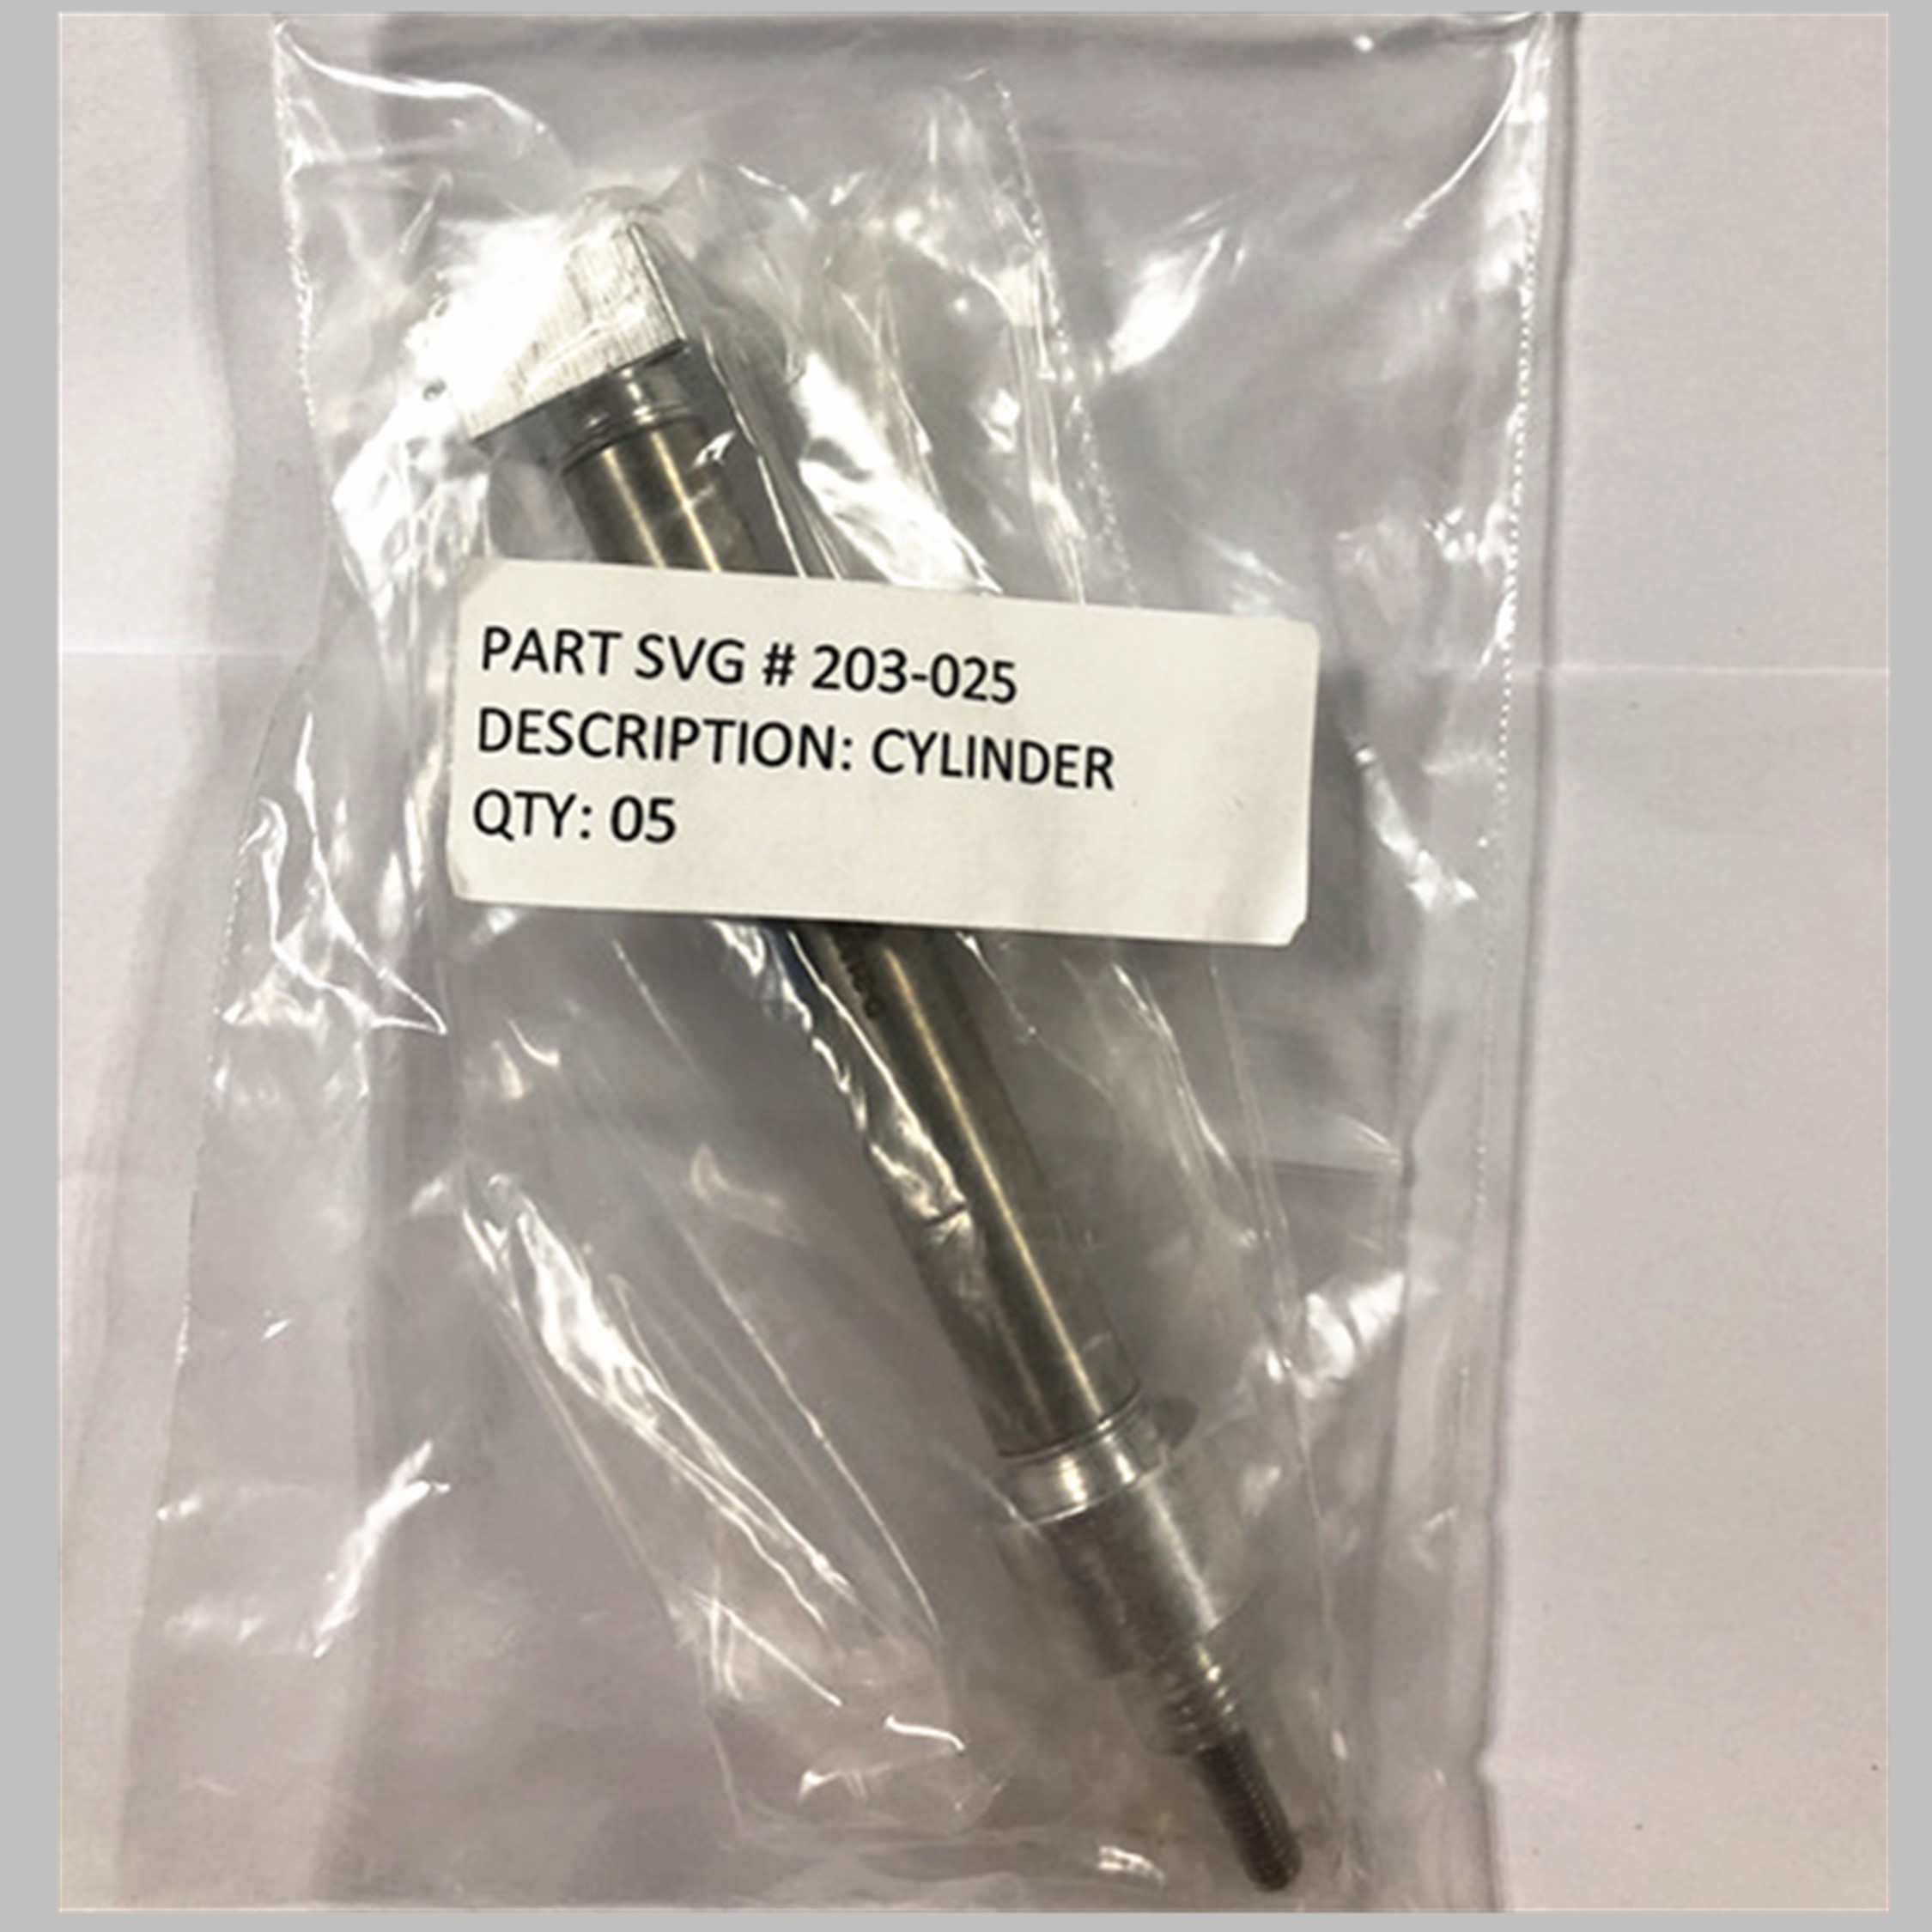 PART SVG # 203-025
DESCRIPTION: CYLINDER
QTY: 05